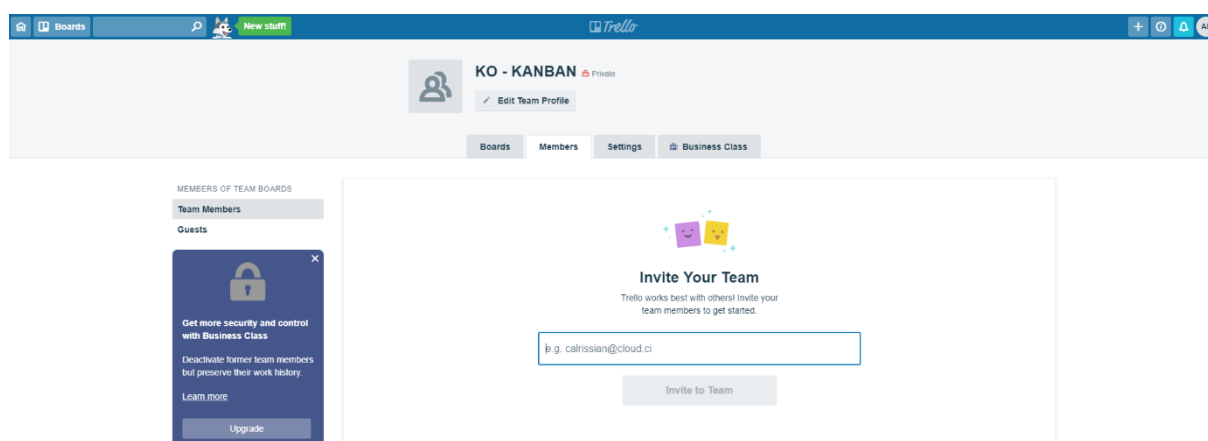 Boards
New stuff!
Trello
KO - KANBAN Private
Edit Team Profile
Boards Members Settings Business Class
MEMBERS OF TEAM BOARDS
Team Members
Guests
Get more security and control
with Business Class
Deactivate former team members
but preserve their work history.
Learn more
Upgrade
Invite Your Team
Trello works best with others! Invite your
team members to get started.
e.g. calrissian@cloud.ci
Invite to Team